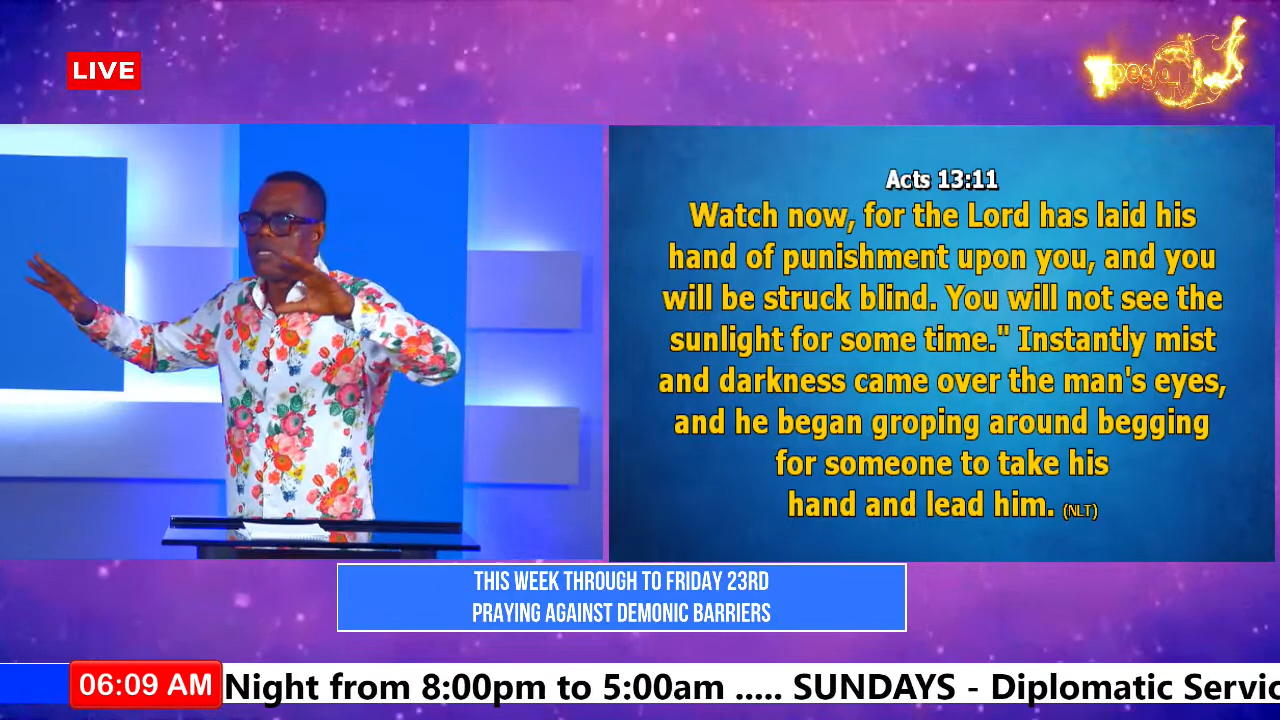 LIVE
Acts 13:11
Watch now, for the Lord has laid his
hand of punishment upon you, and you
will be struck blind. You will not see the
sunlight for some time." Instantly mist
and darkness came over the man's eyes,
and he began groping around begging
for someone to take his
hand and lead him. (NLT)
THIS WEEK THROUGH TO FRIDAY 23RD
PRAYING AGAINST DEMONIC BARRIERS
06:09 AM Night from 8:00pm to 5:00am ..... SUNDAYS - Diplomatic Servic